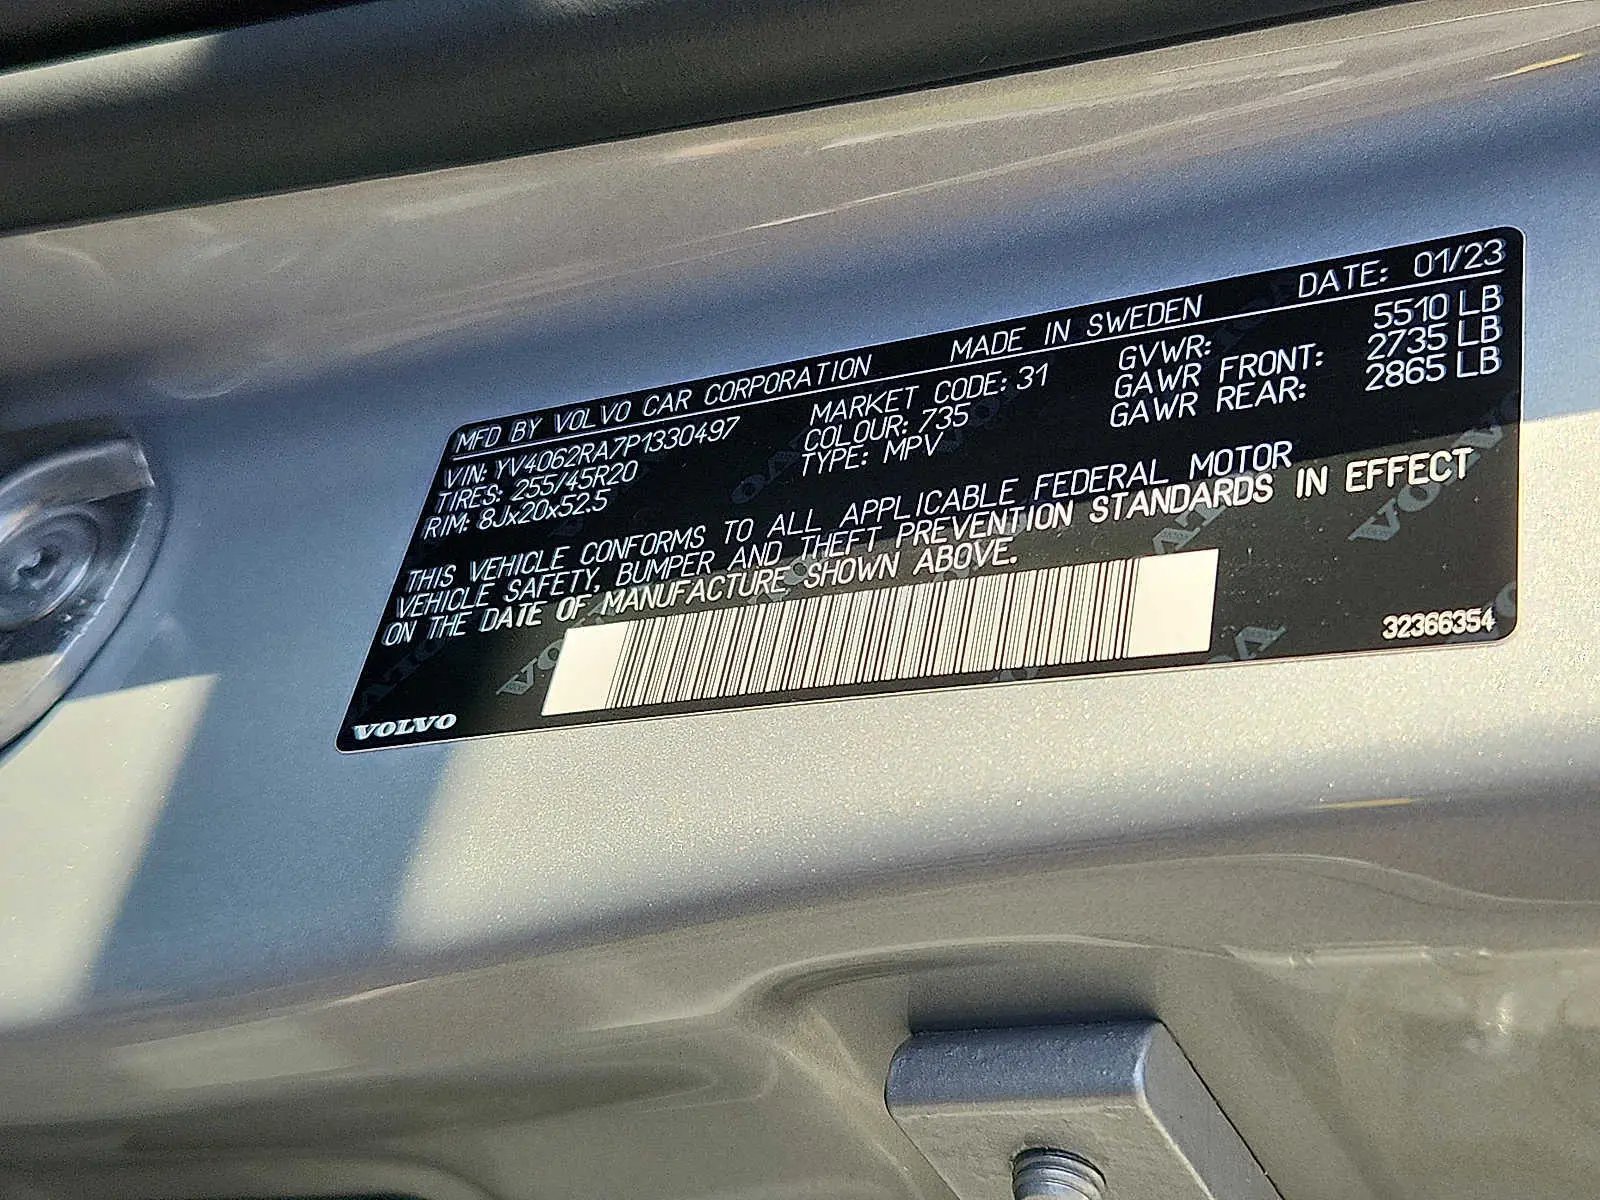 MFD BY VOLVO CAR CORPORATION MADE IN SWEDEN DATE: 01/23
VIN: YV4062RA7P1330497 MARKET CODE: 31 GVWR: 5510 LB
TIRES: 255/45R20 COLOUR: 735 GAWR FRONT: 2735 LB
RIM: 8Jx20x52.5 TYPE: MPV GAWR REAR: 2865 LB
THIS VEHICLE CONFORMS TO ALL APPLICABLE FEDERAL MOTOR
VEHICLE SAFETY, BUMPER AND THEFT PREVENTION STANDARDS IN EFFECT
ON THE DATE OF MANUFACTURE SHOWN ABOVE.
32366354
VOLVO